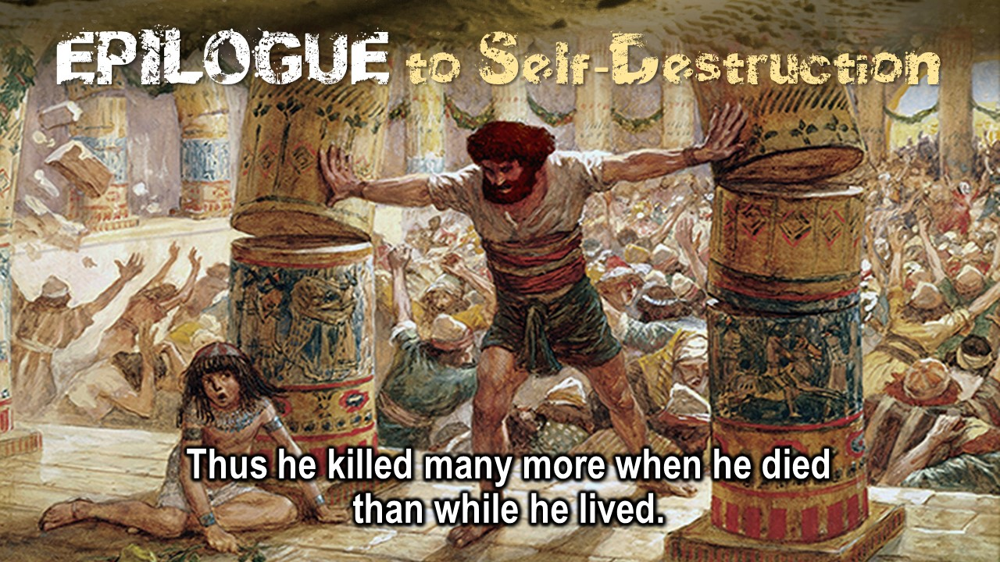 EPILOGUE to Self-Destruction
Thus he killed many more when he died
than while he lived.